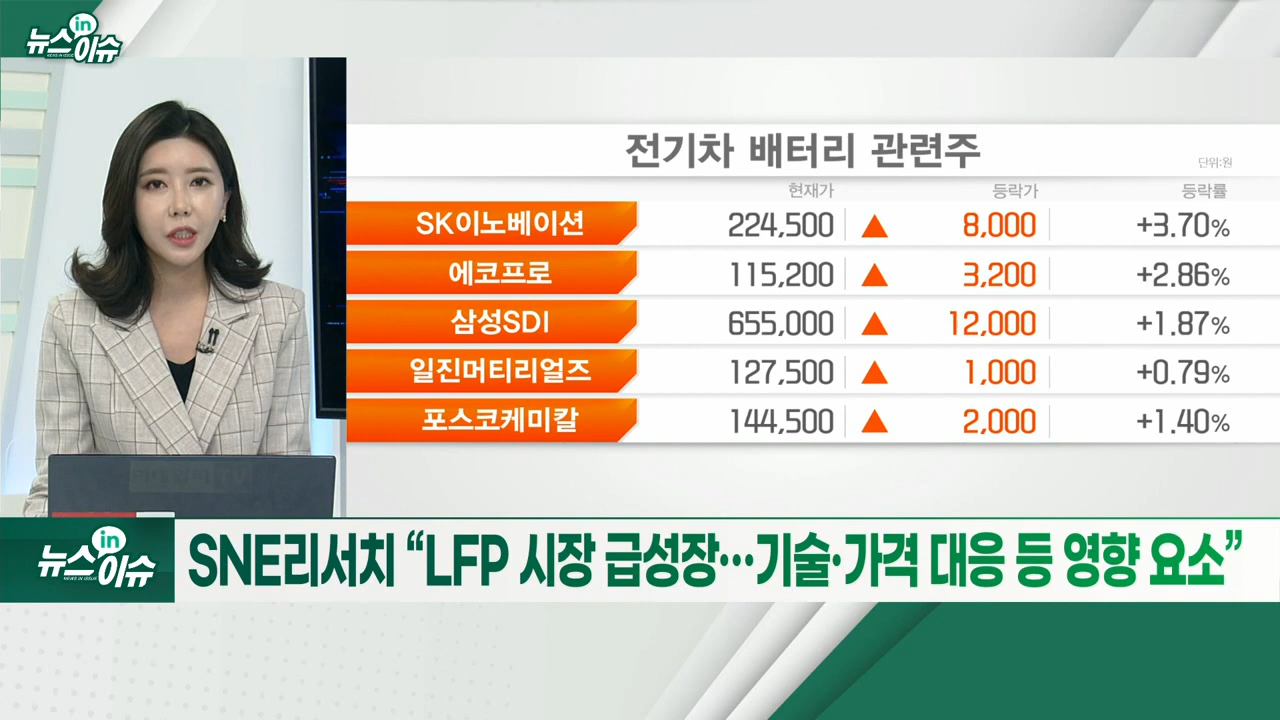 뉴스in이슈
NEWS IN ISSUE
전기차 배터리 관련주
단위:원
현재가 등락가 등락률
SK이노베이션 224,500 ▲ 8,000 +3.70%
에코프로 115,200 ▲ 3,200 +2.86%
삼성SDI 655,000 ▲ 12,000 +1.87%
일진머티리얼즈 127,500 ▲ 1,000 +0.79%
포스코케미칼 144,500 ▲ 2,000 +1.40%
뉴스in이슈
NEWS IN ISSUE
SNE리서치 “LFP 시장 급성장…기술·가격 대응 등 영향 요소”